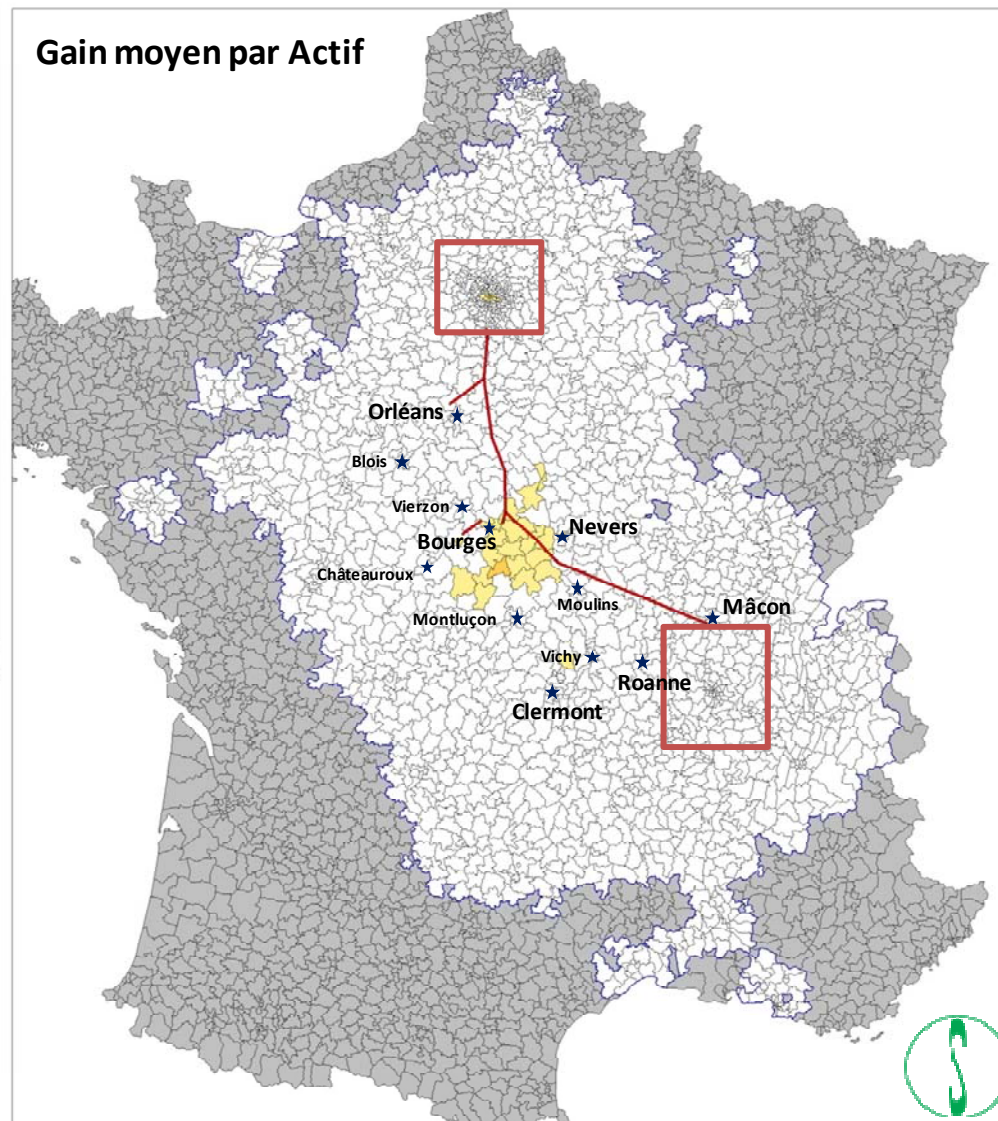 Gain moyen par Actif
Orléans
Blois
Vierzon
Bourges
Nevers
Châteauroux
Moulins
Montluçon
Mâcon
Vichy
Roanne
Clermont
S